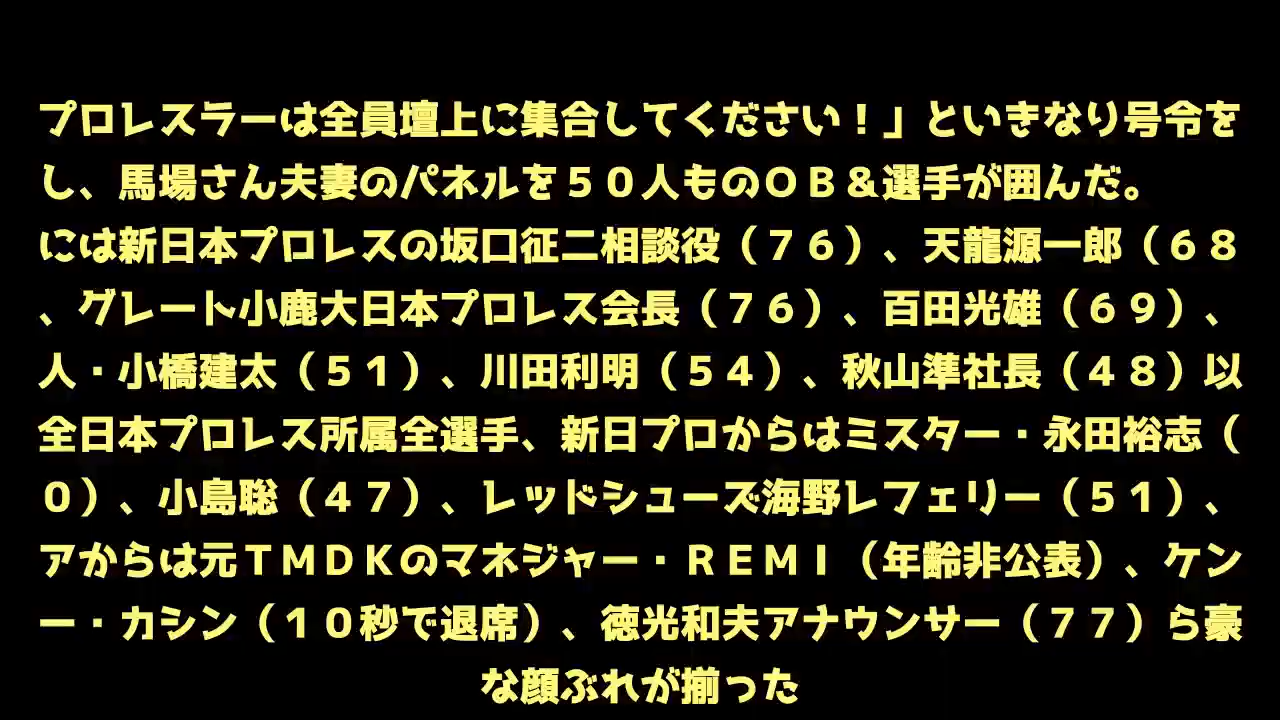 プロレスラーは全員壇上に集合してください！」といきなり号令を
し、馬場さん夫妻のパネルを５０人ものＯＢ＆選手が囲んだ。
には新日本プロレスの坂口征二相談役（７６）、天龍源一郎（６８
、グレート小鹿大日本プロレス会長（７６）、百田光雄（６９）、
人・小橋建太（５１）、川田利明（５４）、秋山準社長（４８）以
全日本プロレス所属全選手、新日プロからはミスター・永田裕志（
０）、小島聡（４７）、レッドシューズ海野レフェリー（５１）、
アからは元ＴＭＤＫのマネジャー・ＲＥＭＩ（年齢非公表）、ケン
ー・カシン（１０秒で退席）、徳光和夫アナウンサー（７７）ら豪
な顔ぶれが揃った